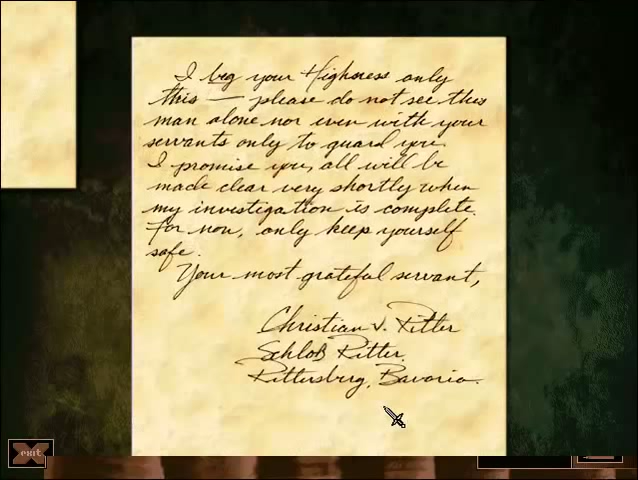 I beg your Highness only
this — please do not see this
man alone nor even with your
servants only to guard you.
I promise you, all will be
made clear very shortly when
my investigation is complete.
For now, only keep yourself
safe.
Your most grateful servant,
Christian v. Ritter
Schloß Ritter,
Rittersberg, Bavaria.
exit